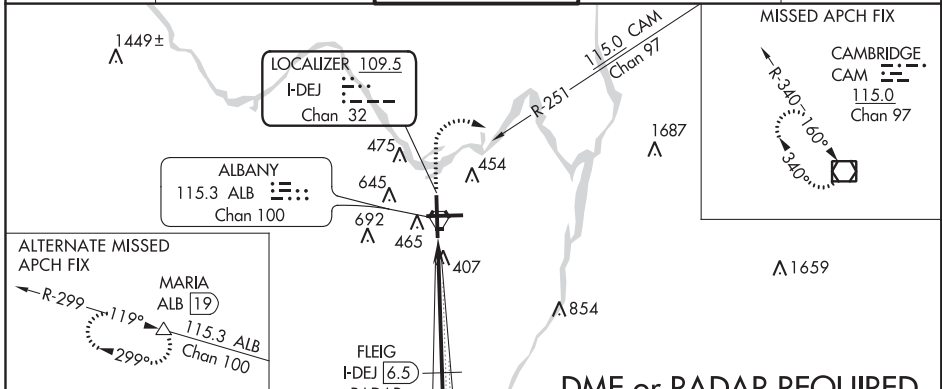 1449±
LOCALIZER 109.5
I-DEJ
Chan 32
115.0 CAM
Chan 97
R-251
MISSED APCH FIX
CAMBRIDGE
CAM
115.0
Chan 97
R-340
160°
340°
475
454
1687
ALBANY
115.3 ALB
Chan 100
645
692
465
407
1659
854
ALTERNATE MISSED
APCH FIX
MARIA
ALB 19
R-299
119°
299°
115.3 ALB
Chan 100
FLEIG
I-DEJ 6.5
RADAR
DME or RADAR REQUIRED